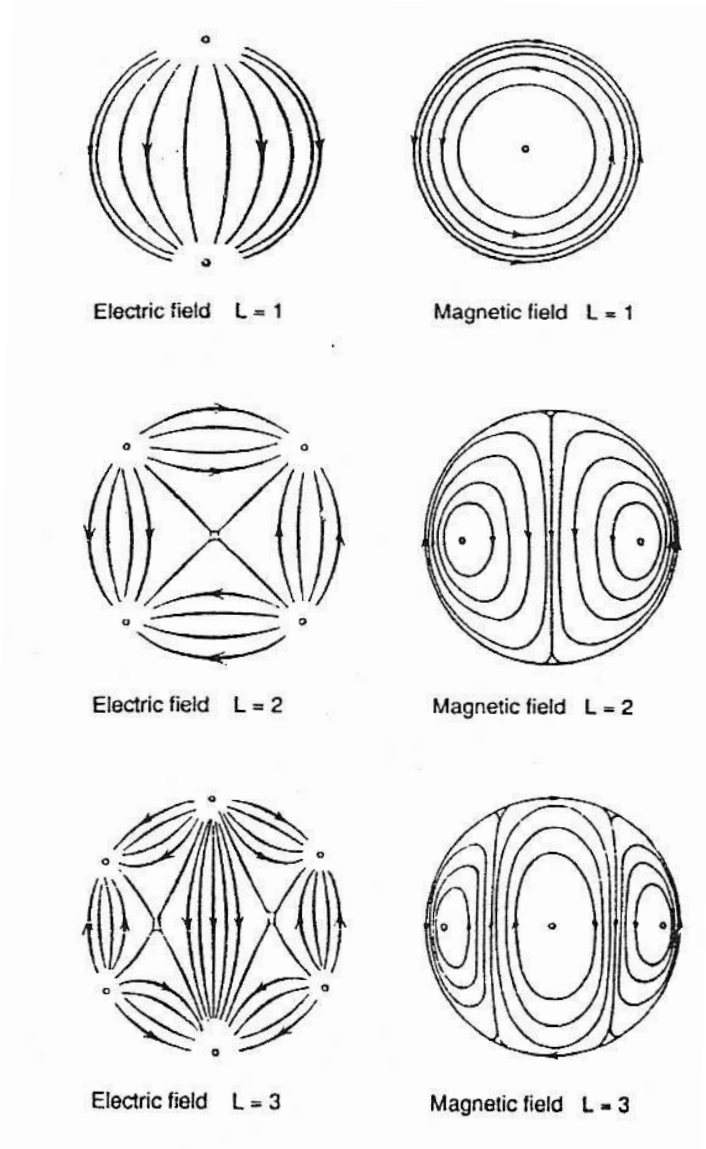 Electric field L = 1
Magnetic field L = 1
Electric field L = 2
Magnetic field L = 2
Electric field L = 3
Magnetic field L = 3